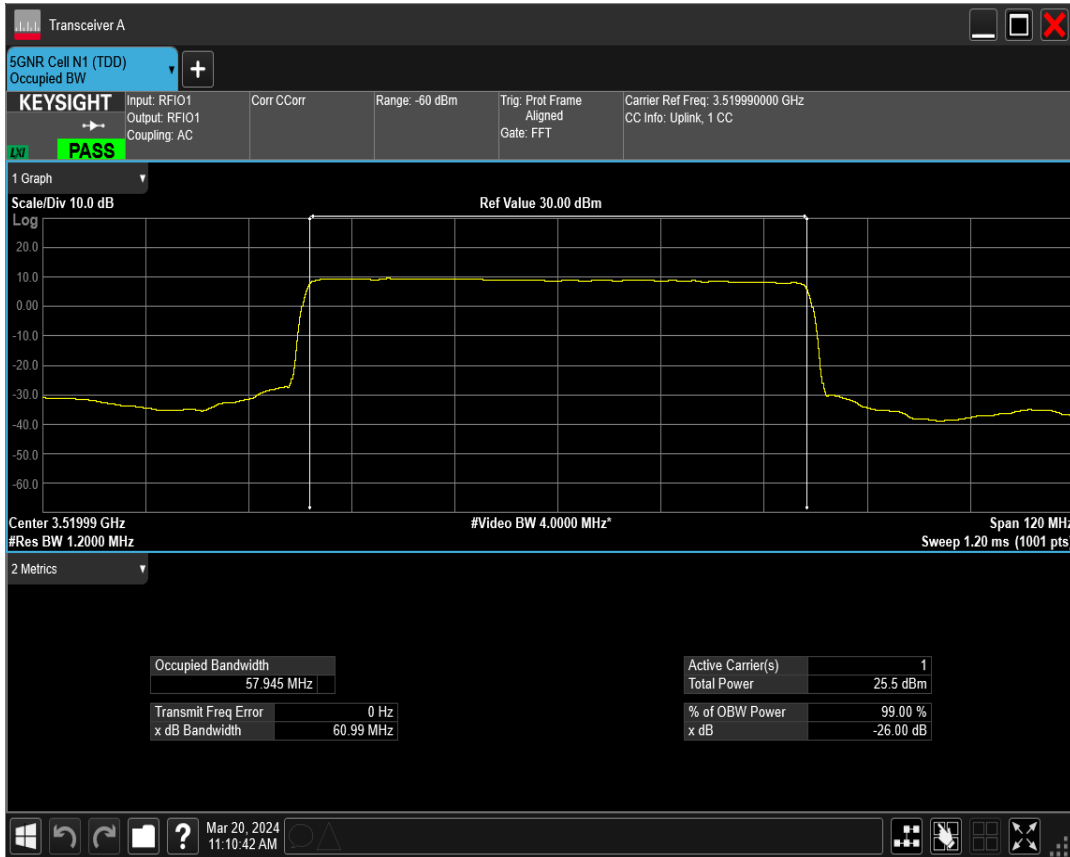 Transceiver A
5GNR Cell N1 (TDD)
Occupied BW
+
KEYSIGHT
LXI
PASS
Input: RFIO1
Output: RFIO1
Coupling: AC
Corr CCorr
Range: -60 dBm
Trig: Prot Frame
Aligned
Gate: FFT
Carrier Ref Freq: 3.519990000 GHz
CC Info: Uplink, 1 CC
1 Graph
Scale/Div 10.0 dB
Ref Value 30.00 dBm
Log
20.0
10.0
0.00
-10.0
-20.0
-30.0
-40.0
-50.0
-60.0
Center 3.51999 GHz
#Video BW 4.0000 MHz*
Span 120 MHz
#Res BW 1.2000 MHz
Sweep 1.20 ms (1001 pts)
2 Metrics
Occupied Bandwidth
57.945 MHz
Transmit Freq Error 0 Hz
x dB Bandwidth 60.99 MHz
Active Carrier(s) 1
Total Power 25.5 dBm
% of OBW Power 99.00 %
x dB -26.00 dB
?
Mar 20, 2024
11:10:42 AM